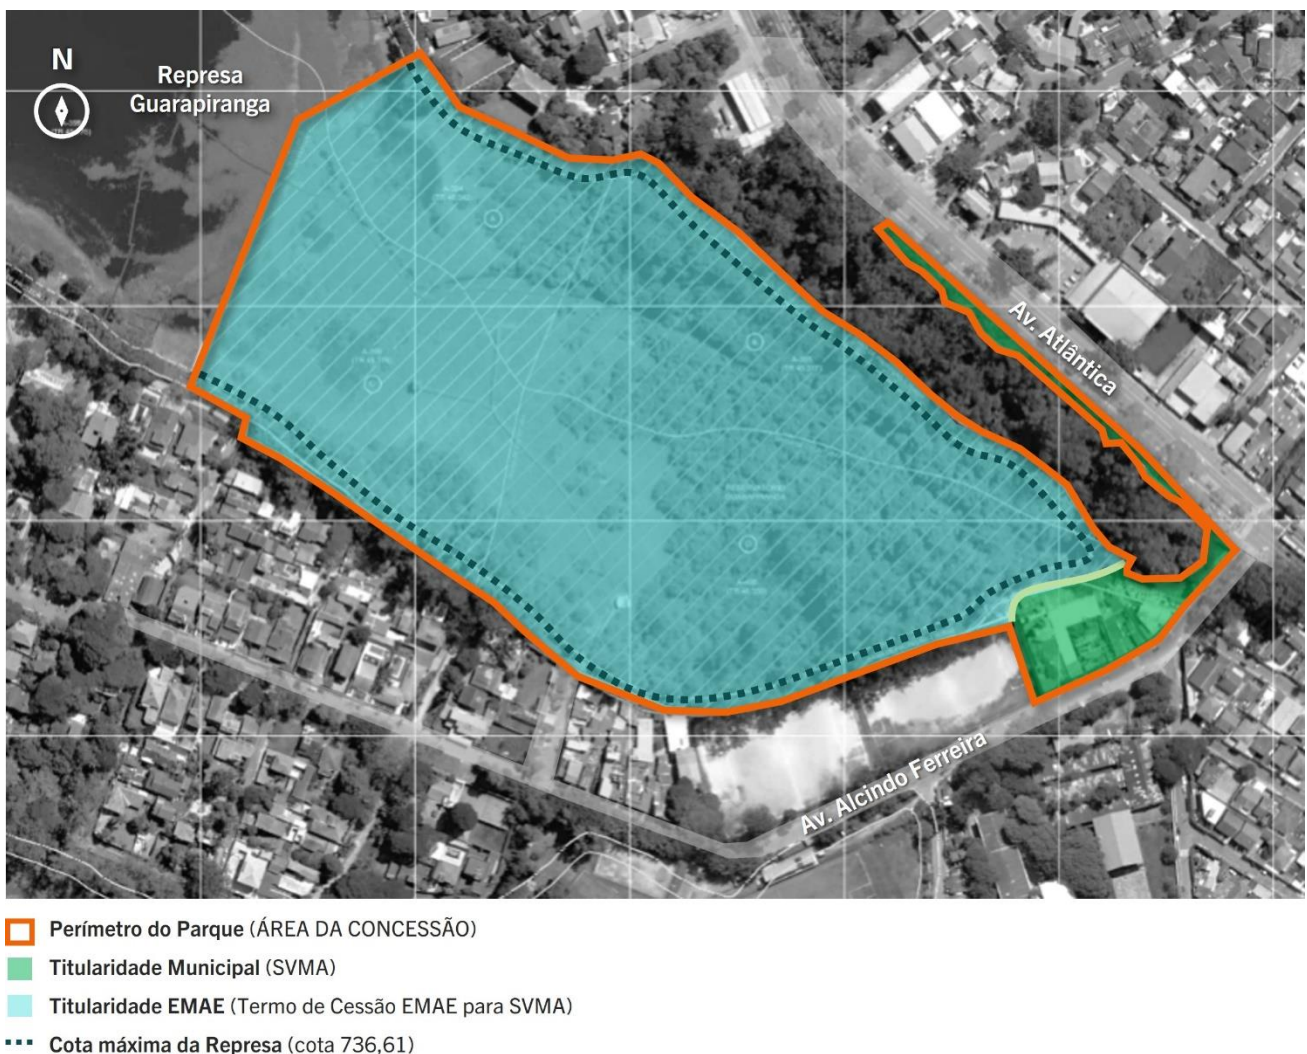 N
Represa
Guarapiranga
Av. Atlântica
Av. Alcindo Ferreira
Perímetro do Parque (ÁREA DA CONCESSÃO)
Titularidade Municipal (SVMA)
Titularidade EMAE (Termo de Cessão EMAE para SVMA)
Cota máxima da Represa (cota 736,61)